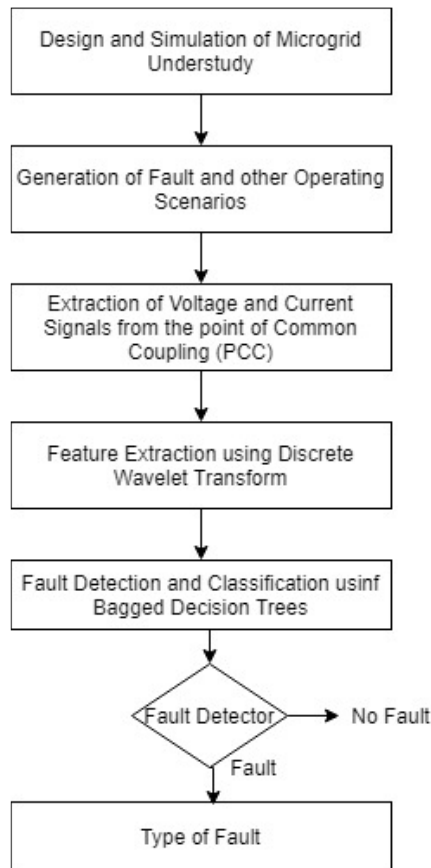 Design and Simulation of Microgrid
Understudy
Generation of Fault and other Operating
Scenarios
Extraction of Voltage and Current
Signals from the point of Common
Coupling (PCC)
Feature Extraction using Discrete
Wavelet Transform
Fault Detection and Classification usinf
Bagged Decision Trees
Fault Detector
No Fault
Fault
Type of Fault